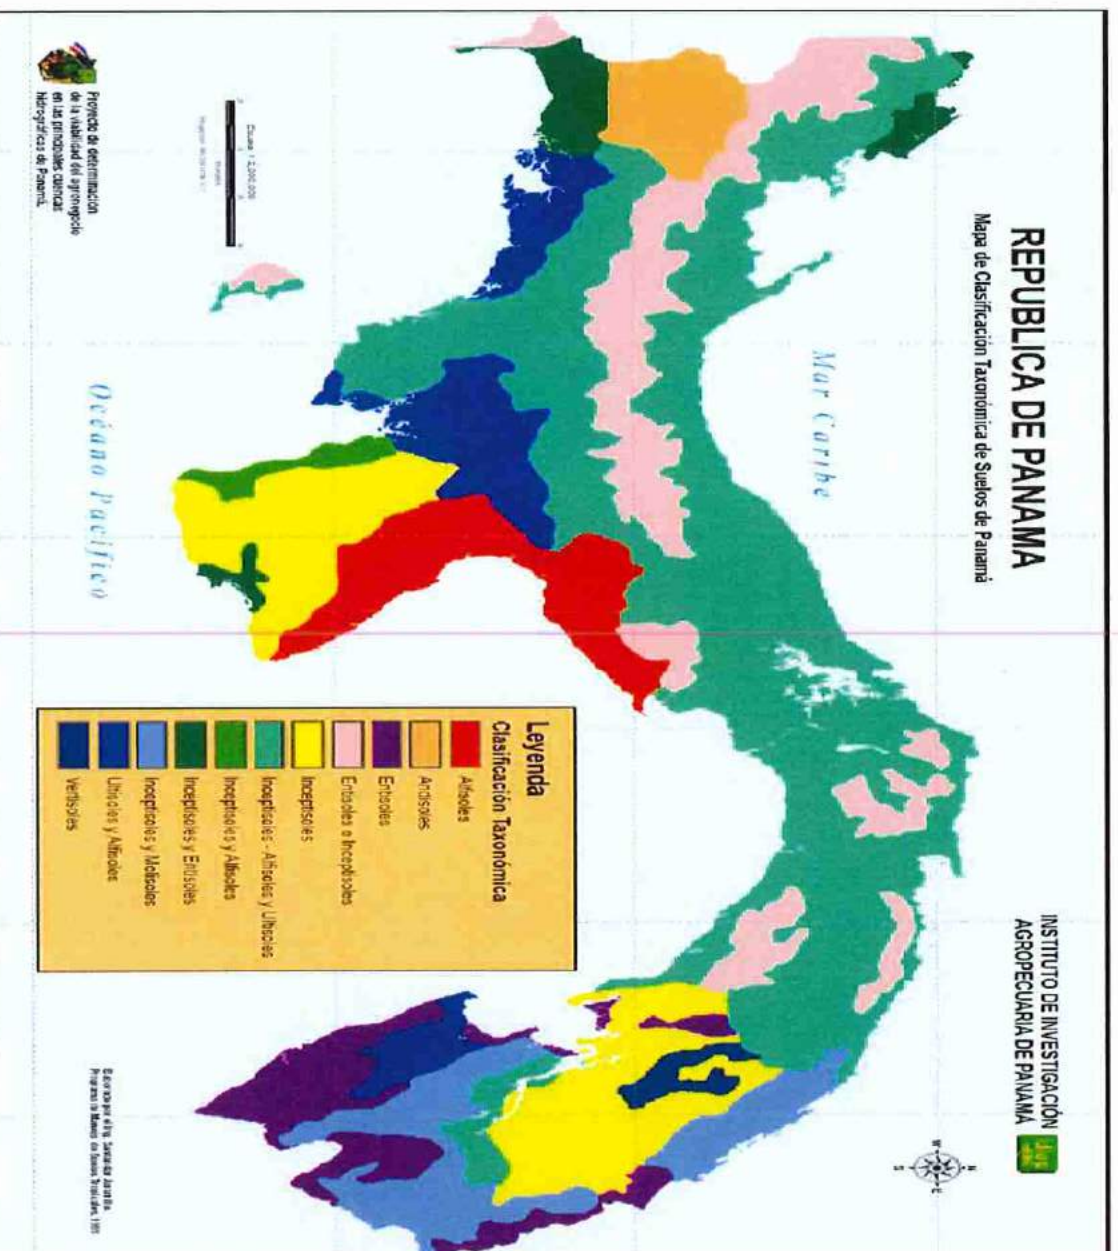 REPUBLICA DE PANAMA
Mapa de Clasificación Taxonómica de Suelos de Panamá
INSTITUTO DE INVESTIGACIÓN
AGROPECUARIA DE PANAMA
Mar Caribe
N
W
E
S
Océano Pacífico
Leyenda
Clasificación Taxonómica
Alfisoles
Andisoles
Entisoles
Entisoles e Inceptisoles
Inceptisoles
Inceptisoles - Alfisoles y Ultisoles
Inceptisoles y Alfisoles
Inceptisoles y Entisoles
Inceptisoles y Molisoles
Ultisoles y Alfisoles
Vertisoles
Proyecto de determinación
de la viabilidad del agronegocio
en las principales cuencas
hidrográficas de Panamá.